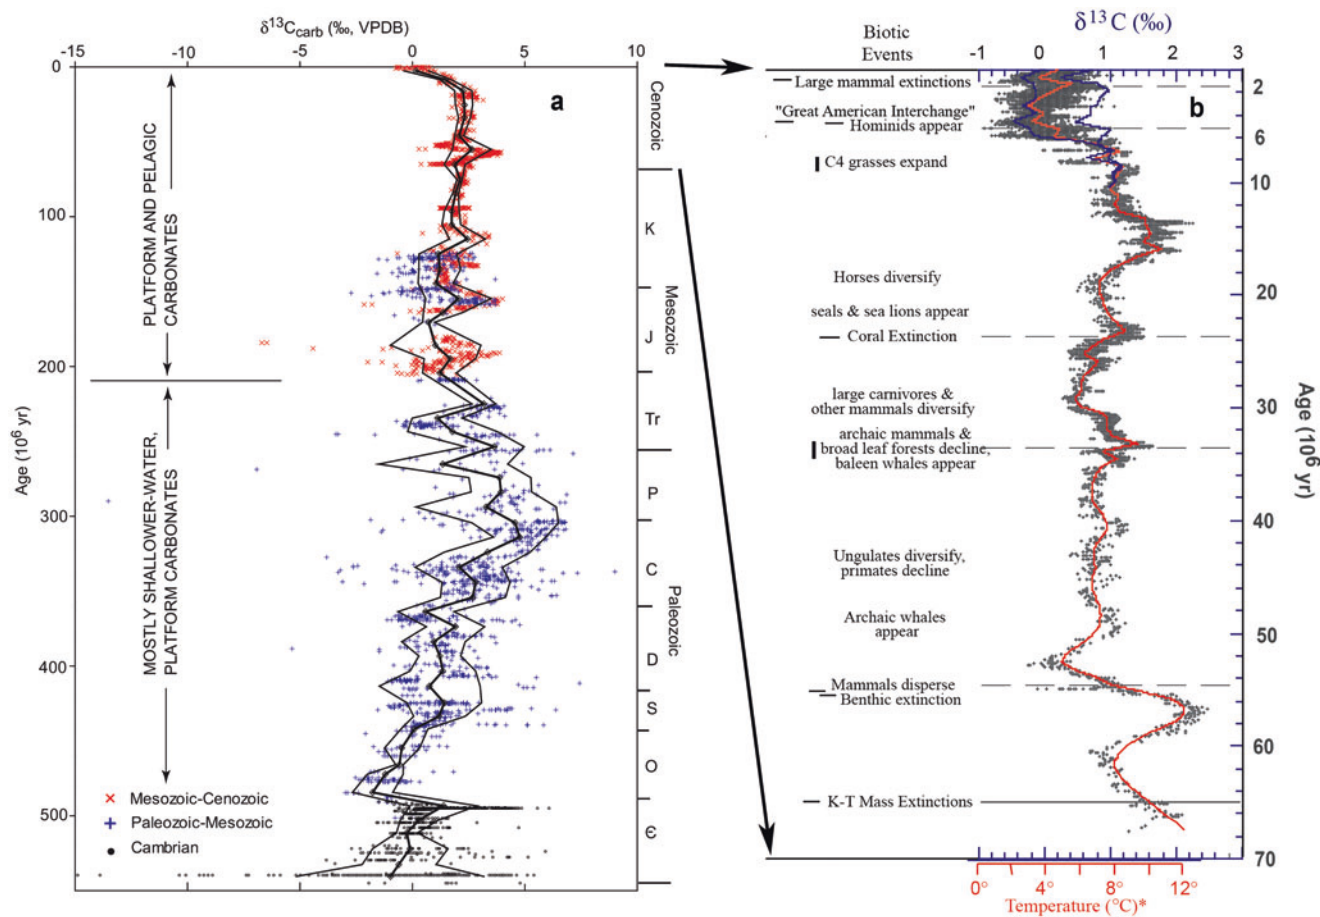 δ13Ccarb (‰, VPDB)
-15 -10 -5 0 5 10
a
0
100
200
300
400
500
Age (10⁶ yr)
PLATFORM AND PELAGIC
CARBONATES
MOSTLY SHALLOWER-WATER,
PLATFORM CARBONATES
× Mesozoic-Cenozoic
+ Paleozoic-Mesozoic
• Cambrian
Cenozoic
Mesozoic
Paleozoic
K
J
Tr
P
C
D
S
O
Є
Biotic
Events
δ13C (‰)
-1 0 1 2 3
b
Large mammal extinctions
"Great American Interchange"
Hominids appear
C4 grasses expand
Horses diversify
seals & sea lions appear
Coral Extinction
large carnivores &
other mammals diversify
archaic mammals &
broad leaf forests decline,
baleen whales appear
Ungulates diversify,
primates decline
Archaic whales
appear
Mammals disperse
Benthic extinction
K-T Mass Extinctions
2
6
10
20
30
40
50
60
70
Age (10⁶ yr)
0° 4° 8° 12°
Temperature (°C)*